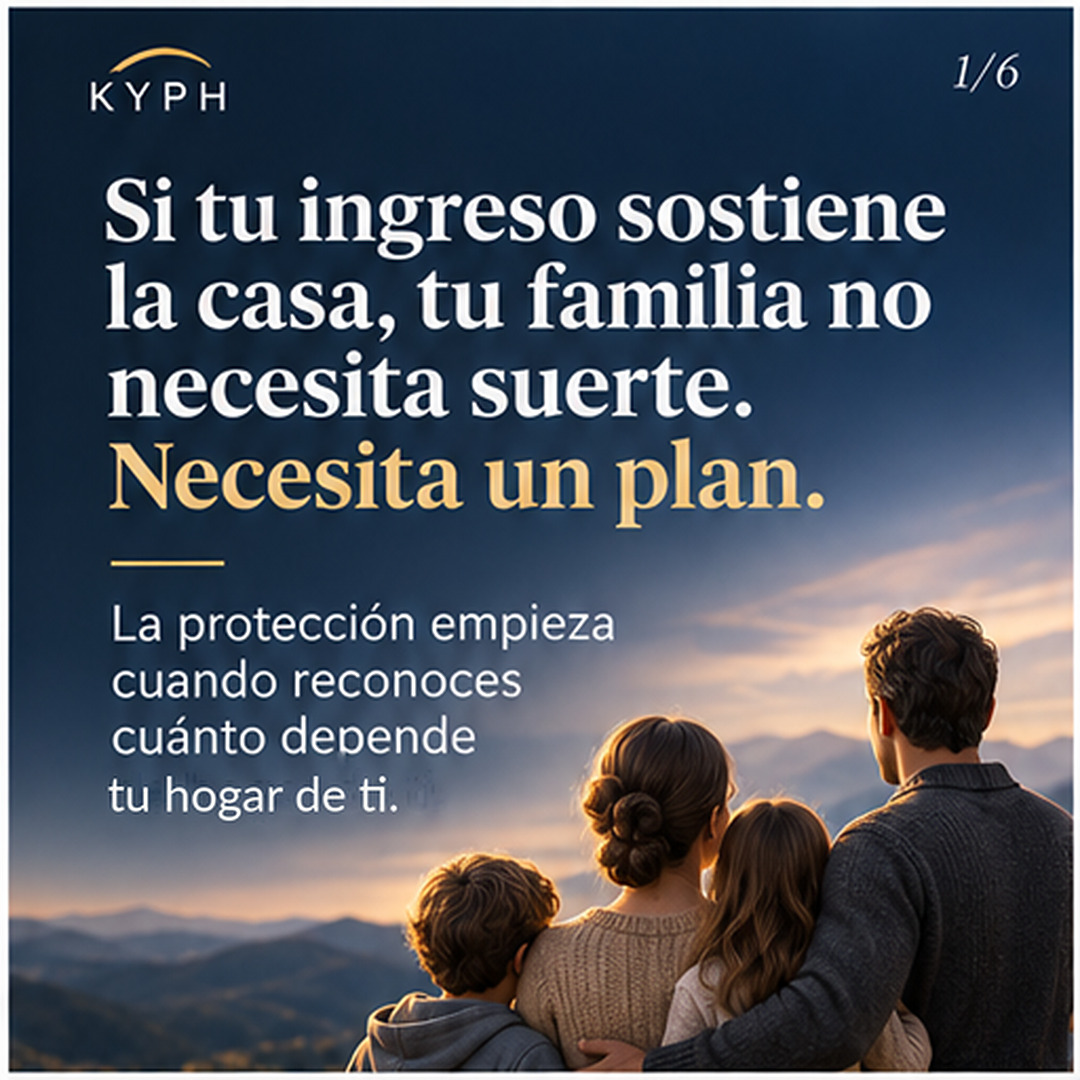 KYPH
1/6
Si tu ingreso sostiene
la casa, tu familia no
necesita suerte.
Necesita un plan.
La protección empieza
cuando reconoces
cuánto depende
tu hogar de ti.